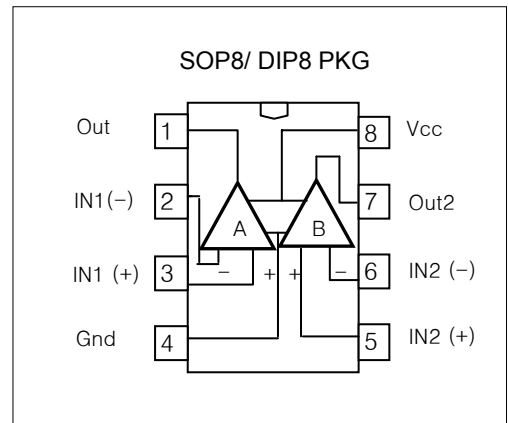 SOP8/ DIP8 PKG
Out 1 8 Vcc
IN1(-) 2 7 Out2
A B
IN1 (+) 3 - + + - 6 IN2 (-)
Gnd 4 5 IN2 (+)